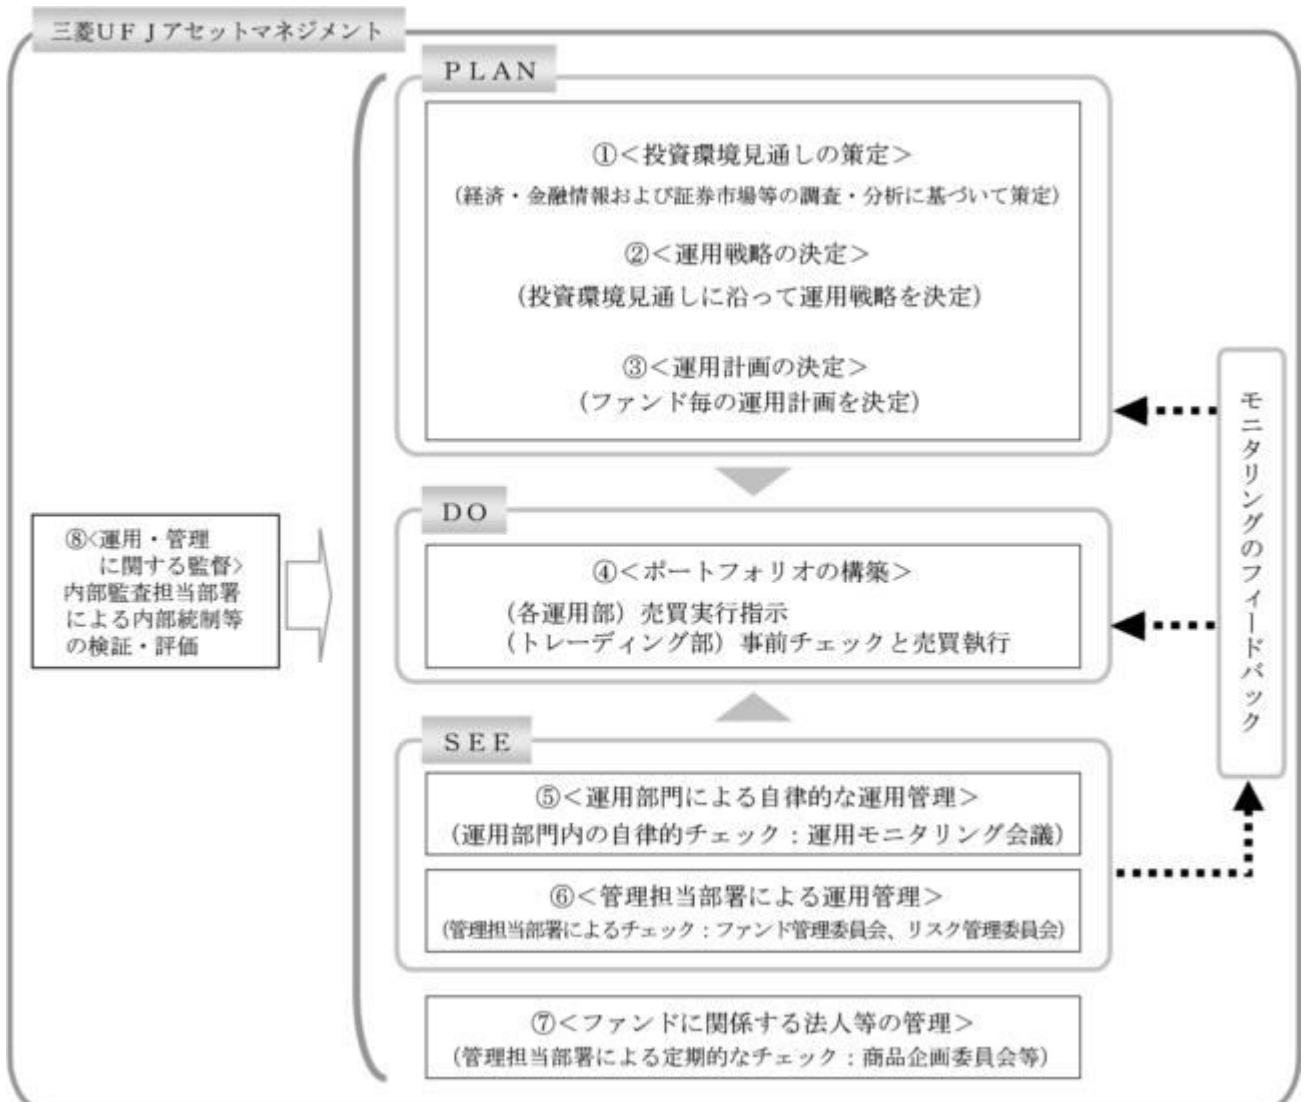 三菱UFJアセットマネジメント
PLAN
①<投資環境見通しの策定>
(経済・金融情報および証券市場等の調査・分析に基づいて策定)
②<運用戦略の決定>
(投資環境見通しに沿って運用戦略を決定)
③<運用計画の決定>
(ファンド毎の運用計画を決定)
DO
④<ポートフォリオの構築>
(各運用部) 売買実行指示
(トレーディング部) 事前チェックと売買執行
SEE
⑤<運用部門による自律的な運用管理>
(運用部門内の自律的チェック:運用モニタリング会議)
⑥<管理担当部署による運用管理>
(管理担当部署によるチェック:ファンド管理委員会、リスク管理委員会)
⑦<ファンドに関係する法人等の管理>
(管理担当部署による定期的なチェック:商品企画委員会等)
⑧<運用・管理
に関する監督>
内部監査担当部署
による内部統制等
の検証・評価
モニタリングのフィードバック